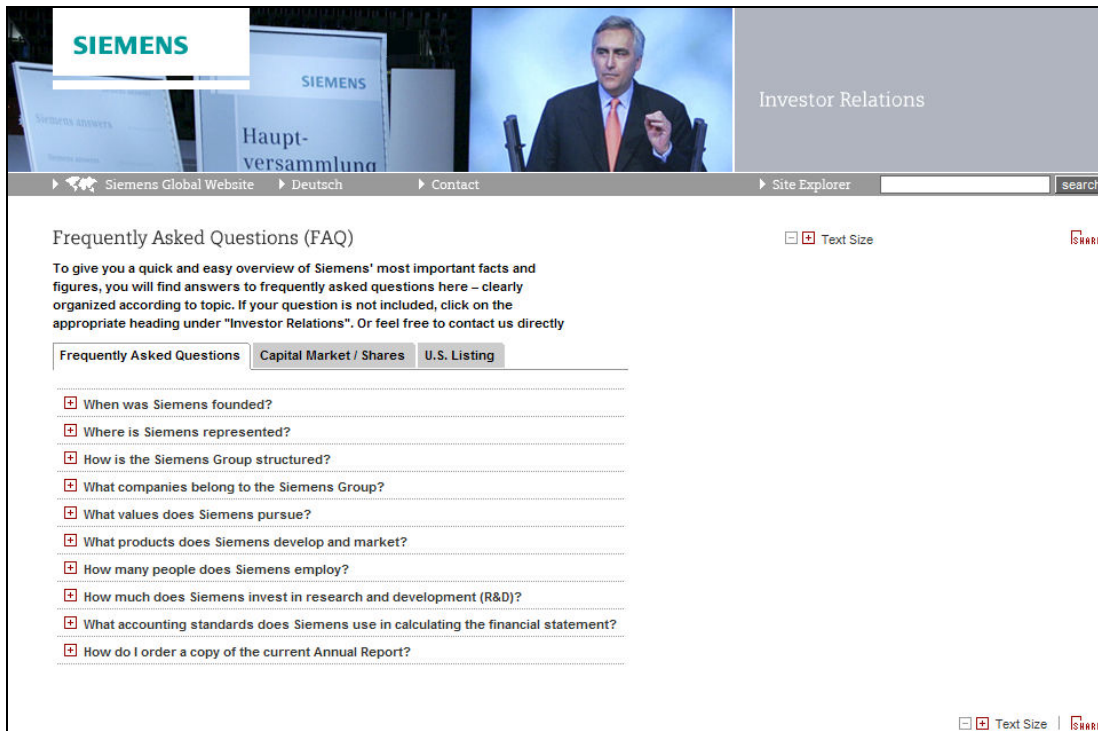 SIEMENS
SIEMENS
Siemens answers
Haupt-
versammlung
Investor Relations
Siemens Global Website
Deutsch
Contact
Site Explorer
search
Frequently Asked Questions (FAQ)
Text Size
SHARE
To give you a quick and easy overview of Siemens' most important facts and
figures, you will find answers to frequently asked questions here – clearly
organized according to topic. If your question is not included, click on the
appropriate heading under "Investor Relations". Or feel free to contact us directly
Frequently Asked Questions
Capital Market / Shares
U.S. Listing
When was Siemens founded?
Where is Siemens represented?
How is the Siemens Group structured?
What companies belong to the Siemens Group?
What values does Siemens pursue?
What products does Siemens develop and market?
How many people does Siemens employ?
How much does Siemens invest in research and development (R&D)?
What accounting standards does Siemens use in calculating the financial statement?
How do I order a copy of the current Annual Report?
Text Size
SHARE